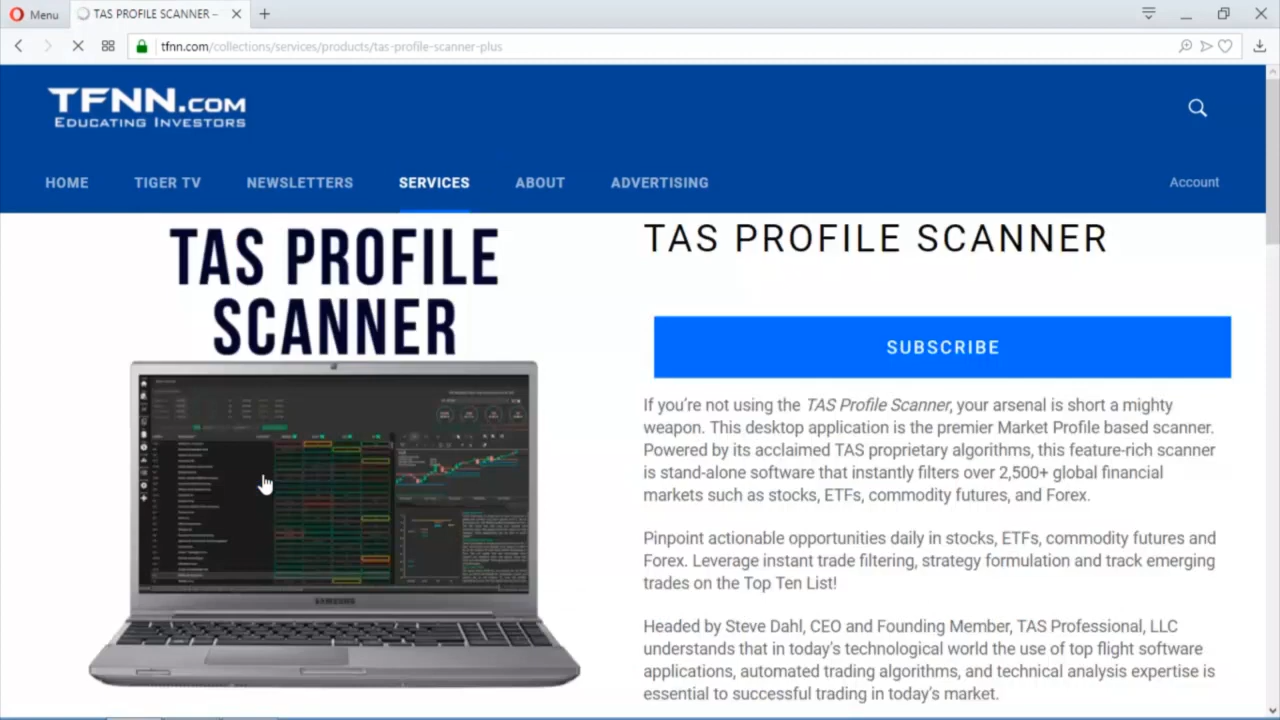 Menu
TAS PROFILE SCANNER –
tfnn.com/collections/services/products/tas-profile-scanner-plus
TFNN.COM
EDUCATING INVESTORS
HOME
TIGER TV
NEWSLETTERS
SERVICES
ABOUT
ADVERTISING
Account
TAS PROFILE
SCANNER
SAMSUNG
TAS PROFILE SCANNER
SUBSCRIBE
If you're not using the TAS Profile Scanner, your arsenal is short a mighty
weapon. This desktop application is the premier Market Profile based scanner.
Powered by its acclaimed TAS proprietary algorithms, this feature-rich scanner
is stand-alone software that instantly filters over 2,500+ global financial
markets such as stocks, ETFs, commodity futures, and Forex.
Pinpoint actionable opportunities daily in stocks, ETFs, commodity futures and
Forex. Leverage instant trade filtering, strategy formulation and track emerging
trades on the Top Ten List!
Headed by Steve Dahl, CEO and Founding Member, TAS Professional, LLC
understands that in today's technological world the use of top flight software
applications, automated trading algorithms, and technical analysis expertise is
essential to successful trading in today's market.